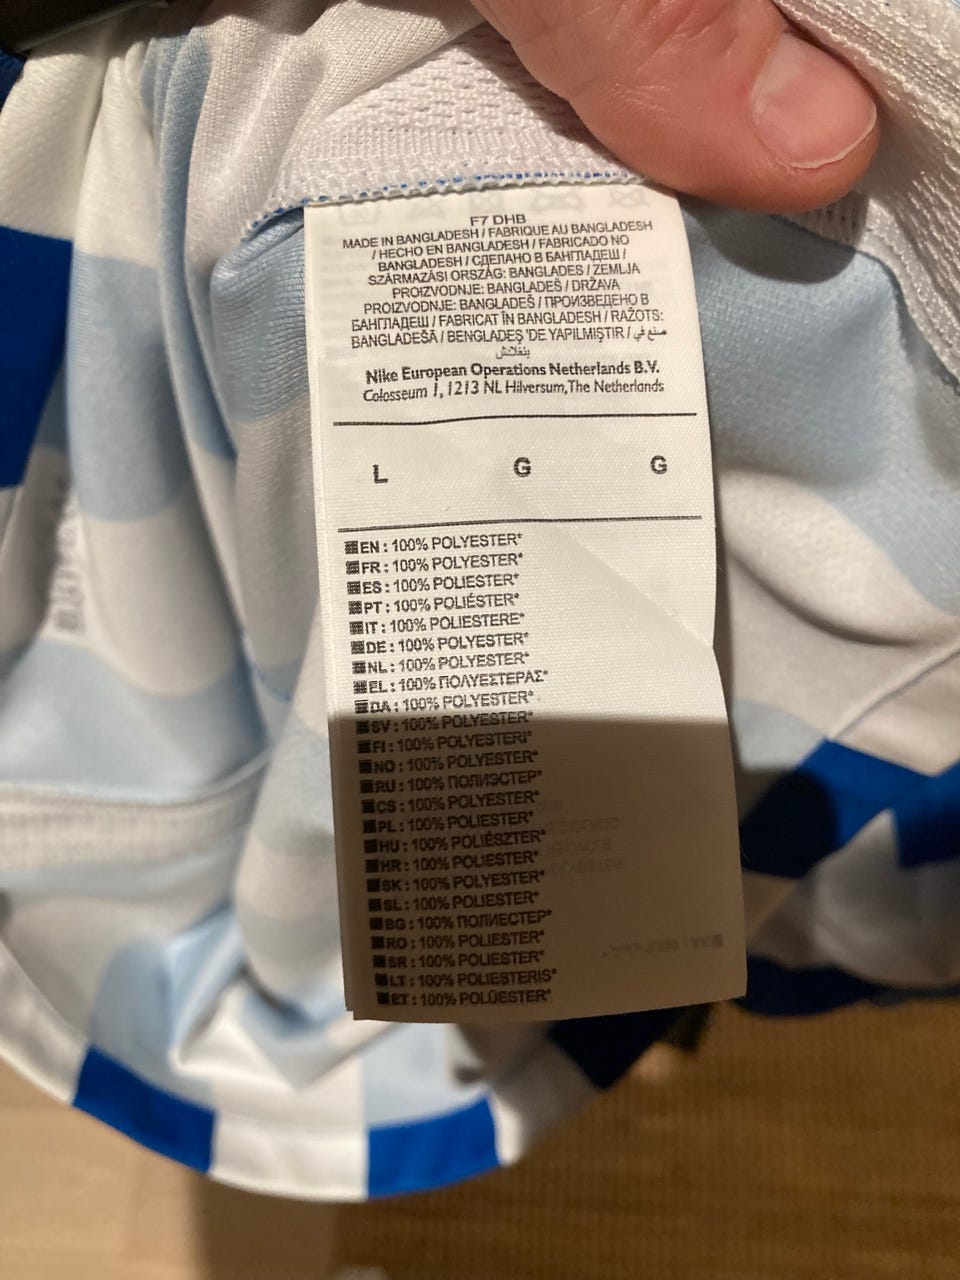 F7 DHB
MADE IN BANGLADESH / FABRIQUE AU BANGLADESH
/ HECHO EN BANGLADESH / FABRICADO NO
BANGLADESH / СДЕЛАНО В БАНГЛАДЕШ /
SZÁRMAZÁSI ORSZÁG: BANGLADES / ZEMLJA
PROIZVODNJE: BANGLADEŠ / DRŽAVA
PROIZVODNJE: BANGLADEŠ / ПРОИЗВЕДЕНО В
БАНГЛАДЕШ / FABRICAT ÎN BANGLADESH / RAŽOTS:
BANGLADEŠĀ / BENGLADEŞ 'DE YAPILMIŞTIR / صنع في
بنغلادش
Nike European Operations Netherlands B.V.
Colosseum 1, 1213 NL Hilversum, The Netherlands
L G G
EN : 100% POLYESTER*
FR : 100% POLYESTER*
ES : 100% POLIESTER*
PT : 100% POLIÉSTER*
IT : 100% POLIESTERE*
DE : 100% POLYESTER*
NL : 100% POLYESTER*
EL : 100% ΠΟΛΥΕΣΤΕΡΑΣ*
DA : 100% POLYESTER*
SV : 100% POLYESTER*
FI : 100% POLYESTERI*
NO : 100% POLYESTER*
RU : 100% ПОЛИЭСТЕР*
CS : 100% POLYESTER*
PL : 100% POLIESTER*
HU : 100% POLIÉSZTER*
HR : 100% POLIESTER*
SK : 100% POLYESTER*
SL : 100% POLIESTER*
BG : 100% ПОЛИЕСТЕР*
RO : 100% POLIESTER*
SR : 100% POLIESTER*
LT : 100% POLIESTERIS*
ET : 100% POLÜESTER*